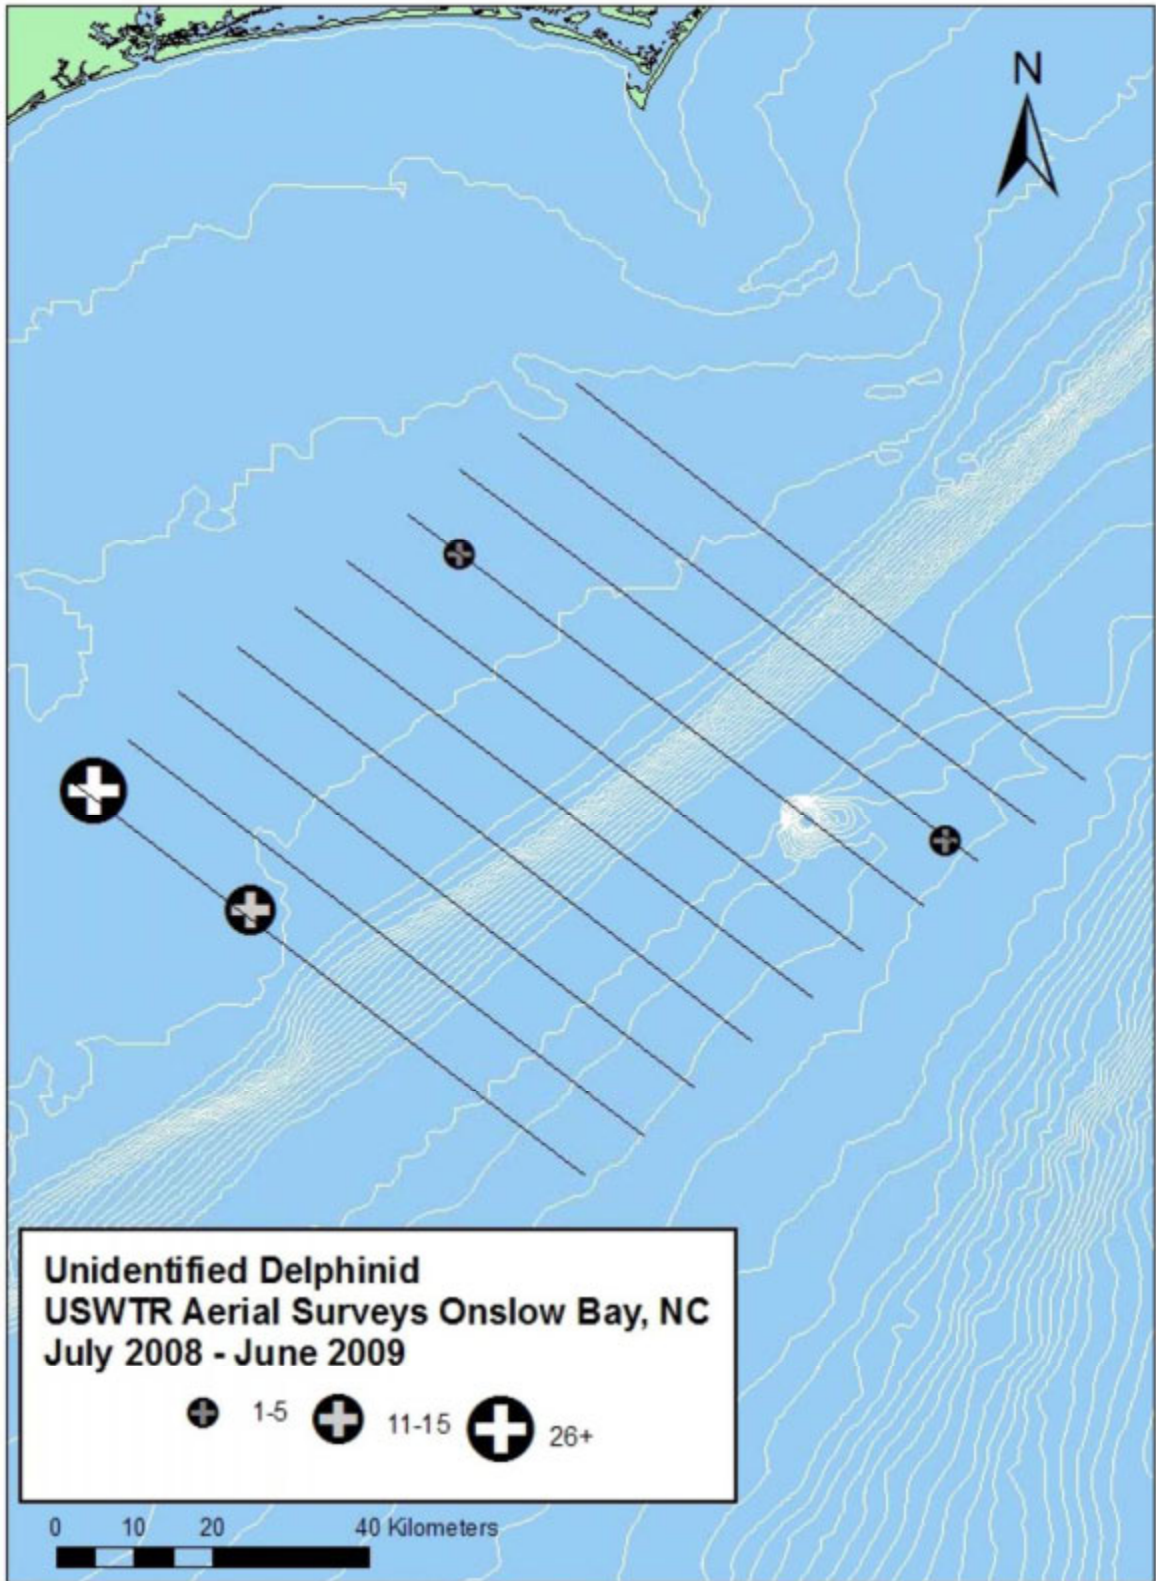 N
Unidentified Delphinid
USWTR Aerial Surveys Onslow Bay, NC
July 2008 - June 2009
1-5 11-15 26+
0 10 20 40 Kilometers